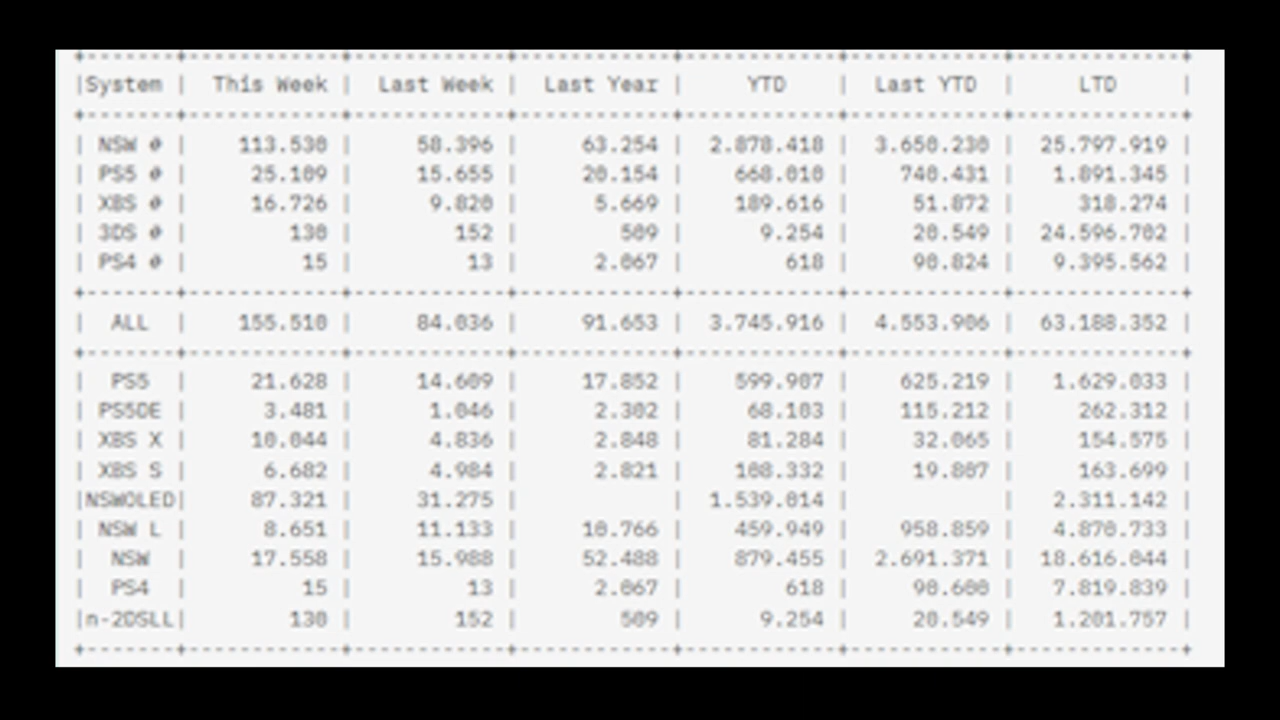 +-------+------------+------------+------------+------------+------------+-------------+
|System |  This Week |  Last Week |  Last Year |     YTD    |  Last YTD  |     LTD     |
+-------+------------+------------+------------+------------+------------+-------------+
| NSW # |    113.530 |     58.396 |     63.254 |  2.878.418 |  3.650.230 |  25.797.919 |
| PS5 # |     25.109 |     15.655 |     20.154 |    668.010 |    740.431 |   1.891.345 |
| XBS # |     16.726 |      9.820 |      5.669 |    189.616 |     51.872 |     318.274 |
| 3DS # |        130 |        152 |        509 |      9.254 |     20.549 |  24.596.702 |
| PS4 # |         15 |         13 |      2.067 |        618 |     90.824 |   9.395.562 |
+-------+------------+------------+------------+------------+------------+-------------+
|  ALL  |    155.510 |     84.036 |     91.653 |  3.745.916 |  4.553.906 |  63.188.352 |
+-------+------------+------------+------------+------------+------------+-------------+
|  PS5  |     21.628 |     14.609 |     17.852 |    599.907 |    625.219 |   1.629.033 |
| PS5DE |      3.481 |      1.046 |      2.302 |     68.103 |    115.212 |     262.312 |
| XBS X |     10.044 |      4.836 |      2.848 |     81.284 |     32.065 |     154.575 |
| XBS S |      6.682 |      4.984 |      2.821 |    108.332 |     19.807 |     163.699 |
|NSWOLED|     87.321 |     31.275 |            |  1.539.014 |            |   2.311.142 |
| NSW L |      8.651 |     11.133 |     10.766 |    459.949 |    958.859 |   4.870.733 |
|  NSW  |     17.558 |     15.988 |     52.488 |    879.455 |  2.691.371 |  18.616.044 |
|  PS4  |         15 |         13 |      2.067 |        618 |     90.600 |   7.819.839 |
|n-2DSLL|        130 |        152 |        509 |      9.254 |     20.549 |   1.201.757 |
+-------+------------+------------+------------+------------+------------+-------------+